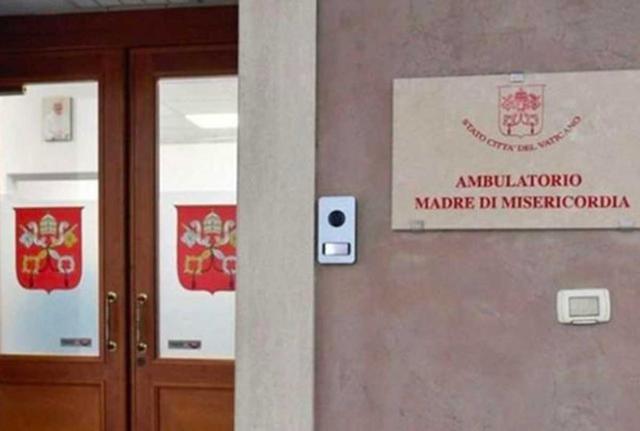 STATO CITTA' DEL VATICANO
AMBULATORIO
MADRE DI MISERICORDIA